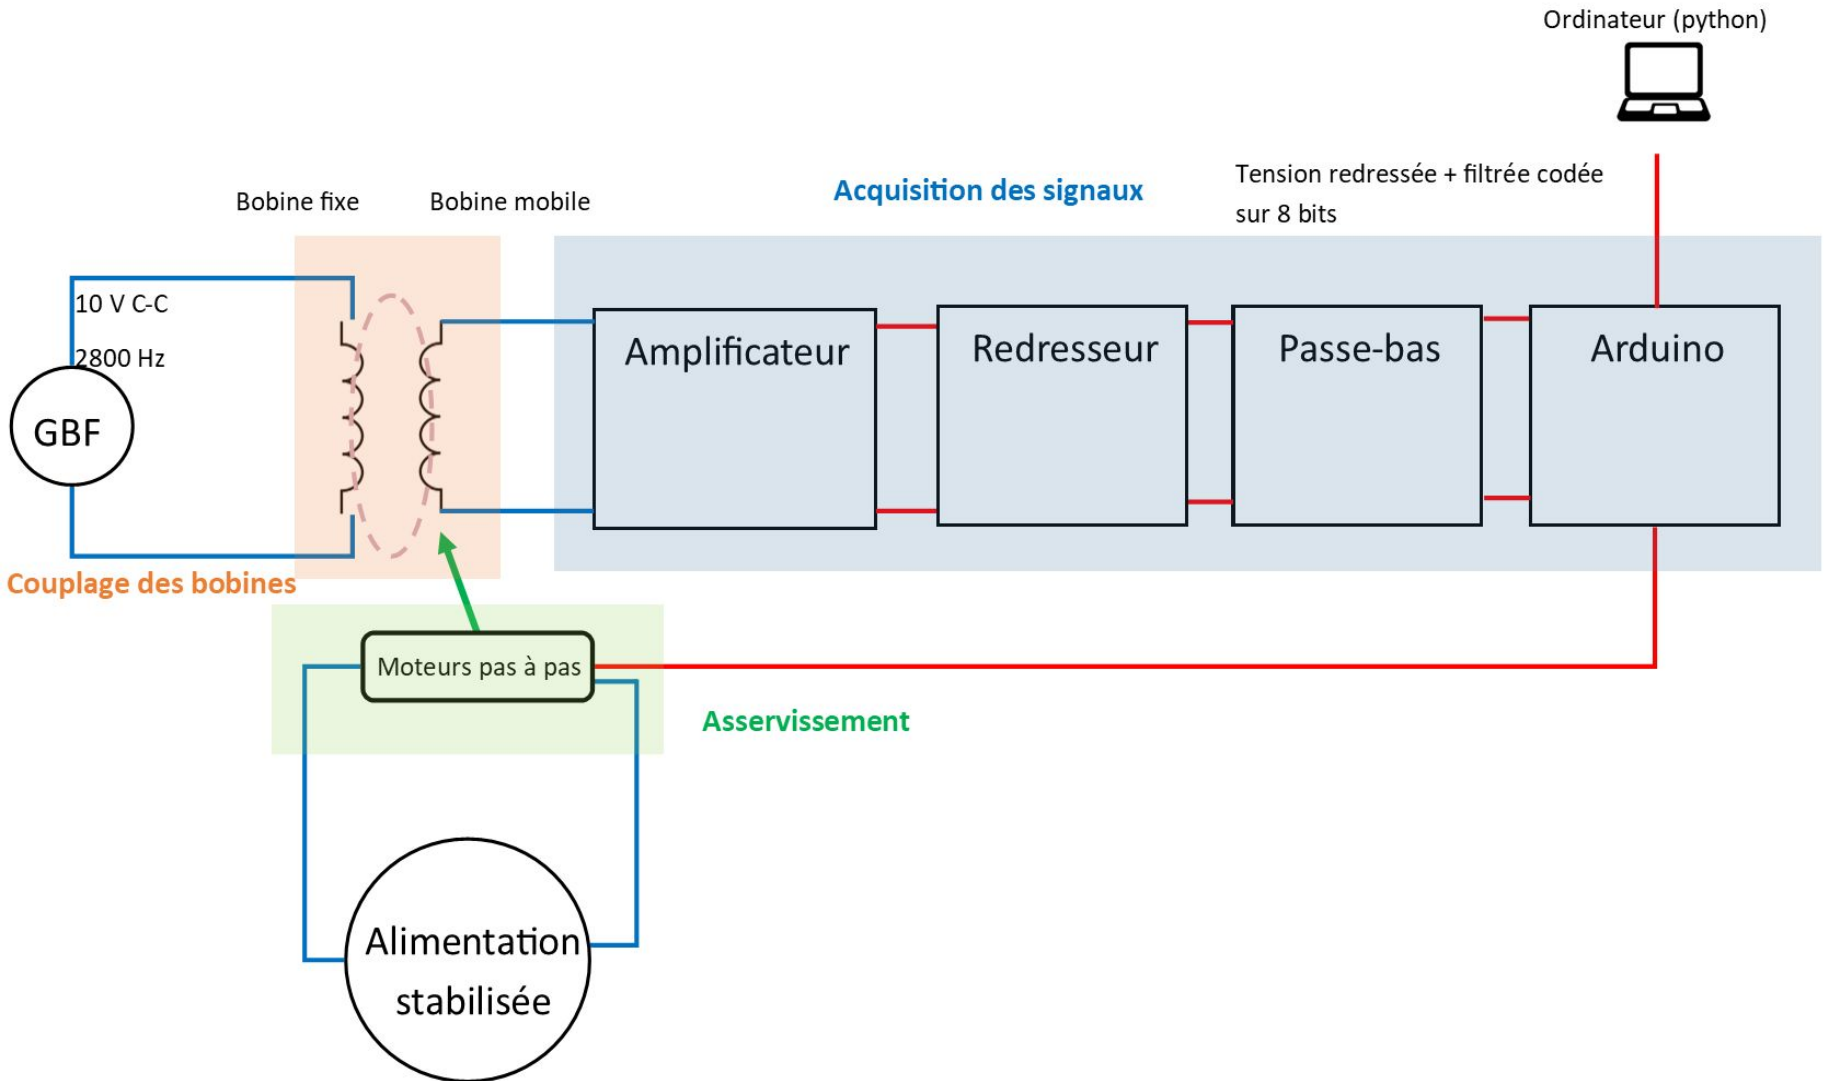 Ordinateur (python)
Tension redressée + filtrée codée
sur 8 bits
Acquisition des signaux
Bobine fixe
Bobine mobile
10 V C-C
2800 Hz
GBF
Amplificateur
Redresseur
Passe-bas
Arduino
Couplage des bobines
Moteurs pas à pas
Asservissement
Alimentation
stabilisée